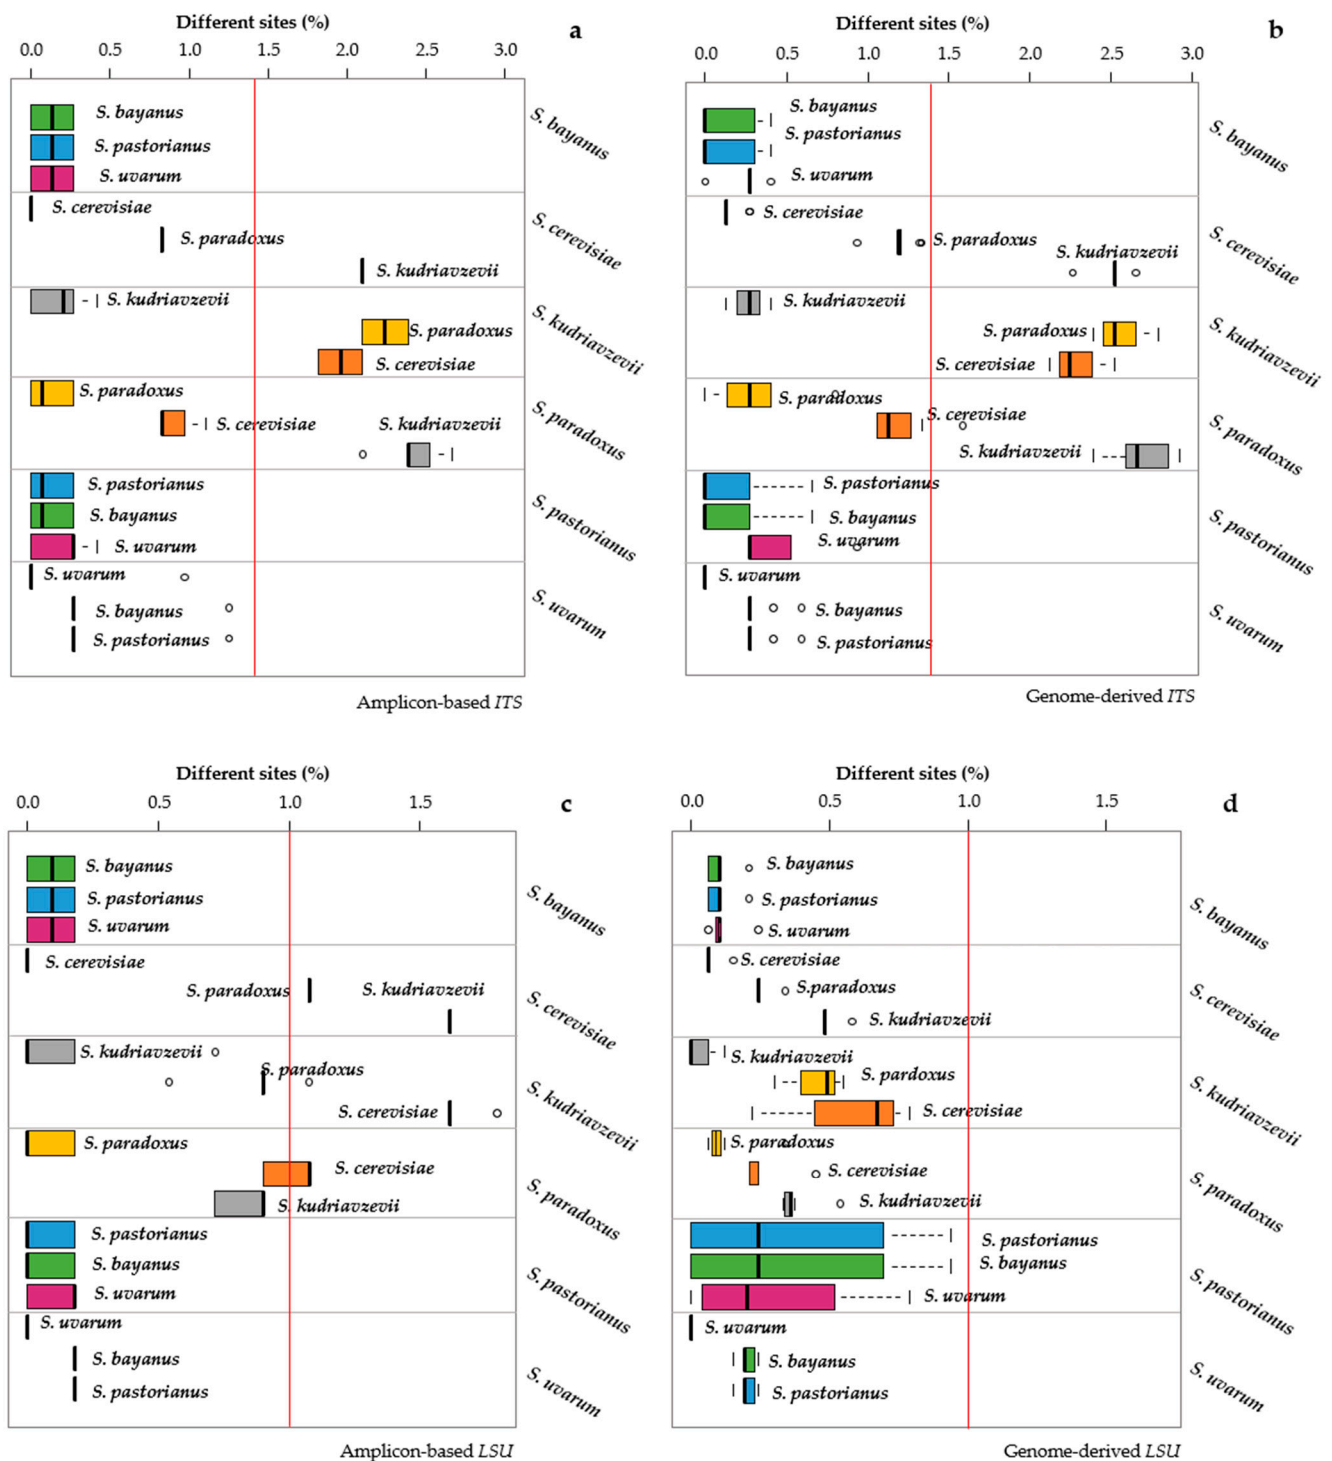 Different sites (%)
a
0.0 0.5 1.0 1.5 2.0 2.5 3.0
S. bayanus
S. pastorianus
S. uvarum
S. bayanus
S. cerevisiae
S. paradoxus
S. kudriavzevii
S. cerevisiae
S. kudriavzevii
S. paradoxus
S. cerevisiae
S. kudriavzevii
S. paradoxus
S. cerevisiae
S. kudriavzevii
S. paradoxus
S. pastorianus
S. bayanus
S. uvarum
S. pastorianus
S. uvarum
S. bayanus
S. pastorianus
S. uvarum
Amplicon-based ITS
Different sites (%)
b
0.0 0.5 1.0 1.5 2.0 2.5 3.0
S. bayanus
S. pastorianus
S. uvarum
S. bayanus
S. cerevisiae
S. paradoxus
S. kudriavzevii
S. cerevisiae
S. kudriavzevii
S. paradoxus
S. cerevisiae
S. kudriavzevii
S. paradoxus
S. cerevisiae
S. kudriavzevii
S. paradoxus
S. pastorianus
S. bayanus
S. uvarum
S. pastorianus
S. uvarum
S. bayanus
S. pastorianus
S. uvarum
Genome-derived ITS
Different sites (%)
c
0.0 0.5 1.0 1.5
S. bayanus
S. pastorianus
S. uvarum
S. bayanus
S. cerevisiae
S. paradoxus
S. kudriavzevii
S. cerevisiae
S. kudriavzevii
S. paradoxus
S. cerevisiae
S. kudriavzevii
S. paradoxus
S. cerevisiae
S. kudriavzevii
S. paradoxus
S. pastorianus
S. bayanus
S. uvarum
S. pastorianus
S. uvarum
S. bayanus
S. pastorianus
S. uvarum
Amplicon-based LSU
Different sites (%)
d
0.0 0.5 1.0 1.5
S. bayanus
S. pastorianus
S. uvarum
S. bayanus
S. cerevisiae
S.paradoxus
S. kudriavzevii
S. cerevisiae
S. kudriavzevii
S. pardoxus
S. cerevisiae
S. kudriavzevii
S. paradoxus
S. cerevisiae
S. kudriavzevii
S. paradoxus
S. pastorianus
S. bayanus
S. uvarum
S. pastorianus
S. uvarum
S. bayanus
S. pastorianus
S. uvarum
Genome-derived LSU